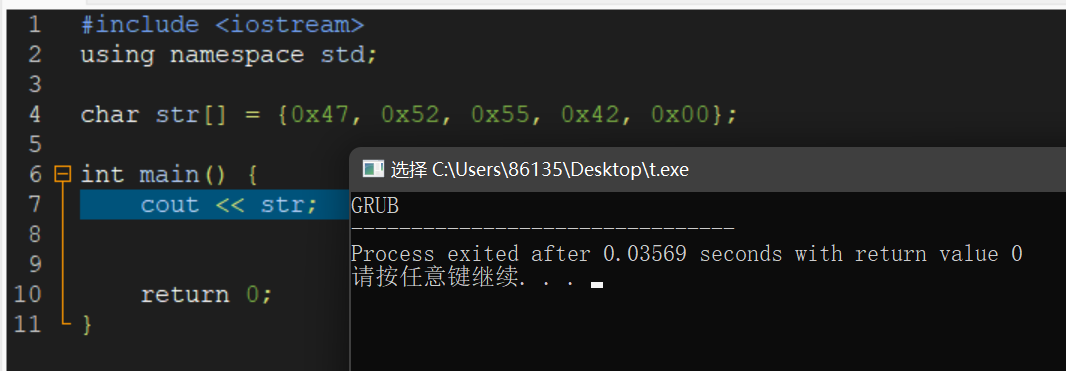 1 #include <iostream>
2 using namespace std;
3
4 char str[] = {0x47, 0x52, 0x55, 0x42, 0x00};
5
6 int main() {
7 cout << str;
8
9
10 return 0;
11 }
选择 C:\Users\86135\Desktop\t.exe
GRUB
--------------------------------
Process exited after 0.03569 seconds with return value 0
请按任意键继续. . .